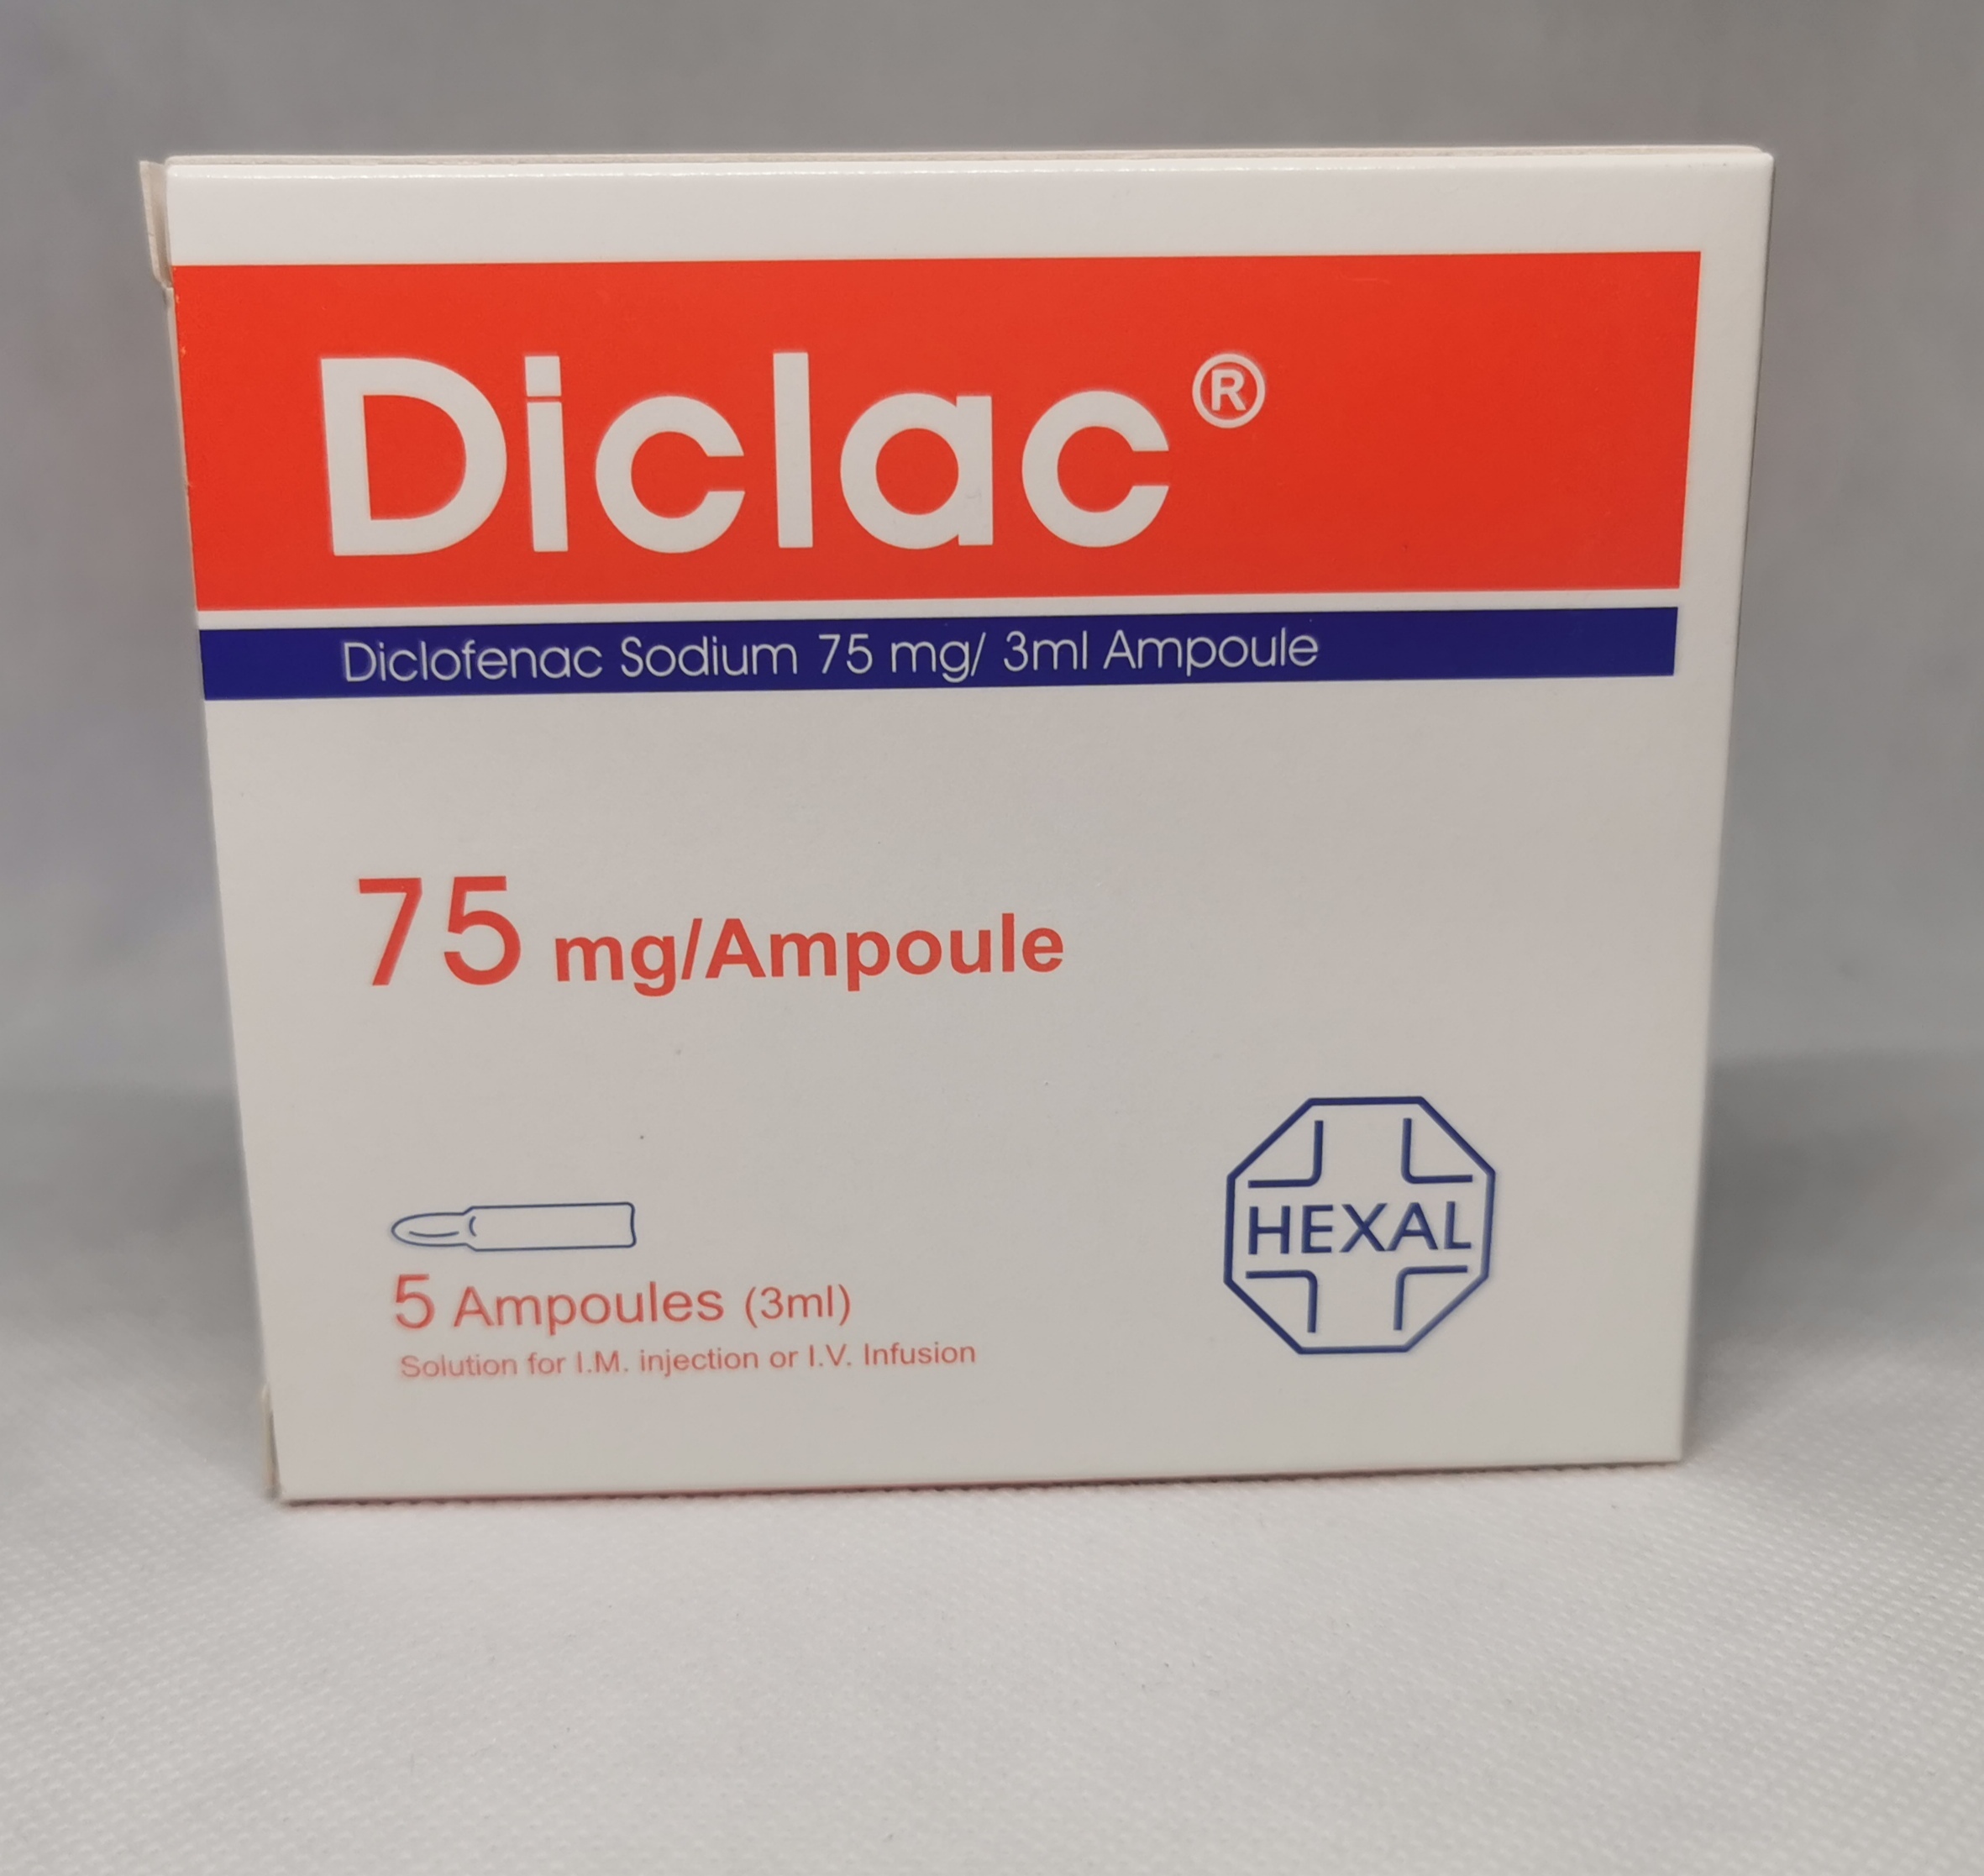 Diclac®
Diclofenac Sodium 75 mg/ 3ml Ampoule
75 mg/Ampoule
5 Ampoules (3ml)
Solution for I.M. injection or I.V. Infusion
HEXAL